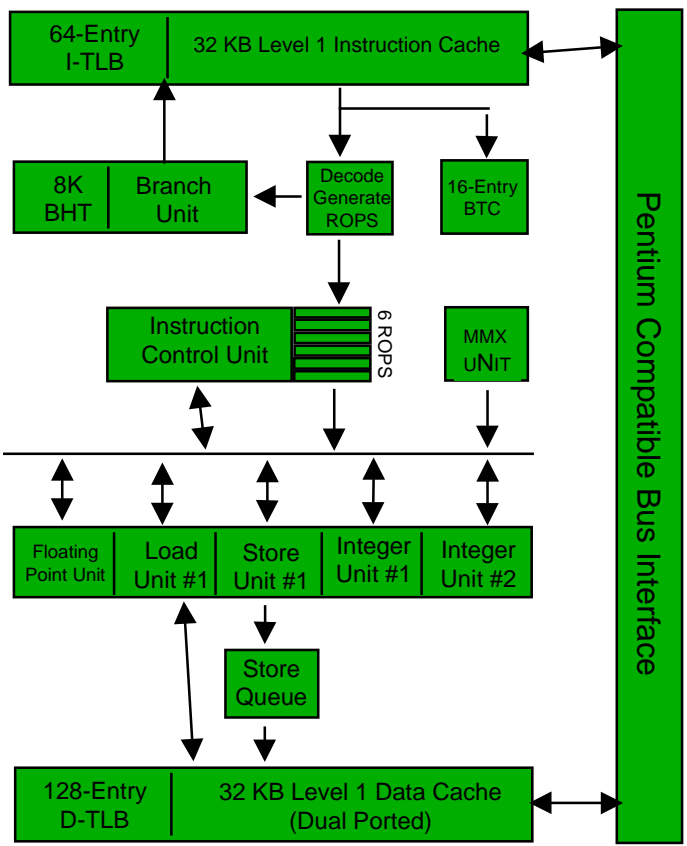 64-Entry
I-TLB
32 KB Level 1 Instruction Cache
8K
BHT
Branch
Unit
Decode
Generate
ROPS
16-Entry
BTC
Instruction
Control Unit
6 ROPS
MMX
uNIT
Pentium Compatible Bus Interface
Floating
Point Unit
Load
Unit #1
Store
Unit #1
Integer
Unit #1
Integer
Unit #2
Store
Queue
128-Entry
D-TLB
32 KB Level 1 Data Cache
(Dual Ported)